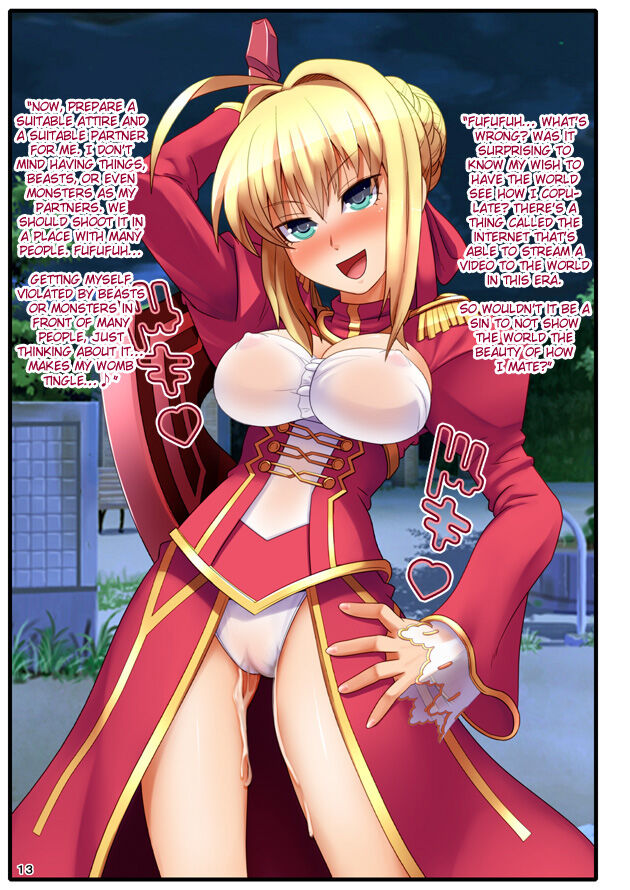 "NOW, PREPARE A
SUITABLE ATTIRE AND
A SUITABLE PARTNER
FOR ME. I DON'T
MIND HAVING THINGS,
BEASTS, OR EVEN
MONSTERS AS MY
PARTNERS. WE
SHOULD SHOOT IT IN
A PLACE WITH MANY
PEOPLE. FUFUFUH...
GETTING MYSELF
VIOLATED BY BEASTS
OR MONSTERS IN
FRONT OF MANY
PEOPLE, JUST
THINKING ABOUT IT...
MAKES MY WOMB
TINGLE...♪"
"FUFUFUH... WHAT'S
WRONG? WAS IT
SURPRISING TO
KNOW MY WISH TO
HAVE THE WORLD
SEE HOW I COPU-
LATE? THERE'S A
THING CALLED THE
INTERNET THAT'S
ABLE TO STREAM A
VIDEO TO THE WORLD
IN THIS ERA.
SO WOULDN'T IT BE A
SIN TO NOT SHOW
THE WORLD THE
BEAUTY OF HOW
I MATE?"
ドキ♡
ドキ♡
13